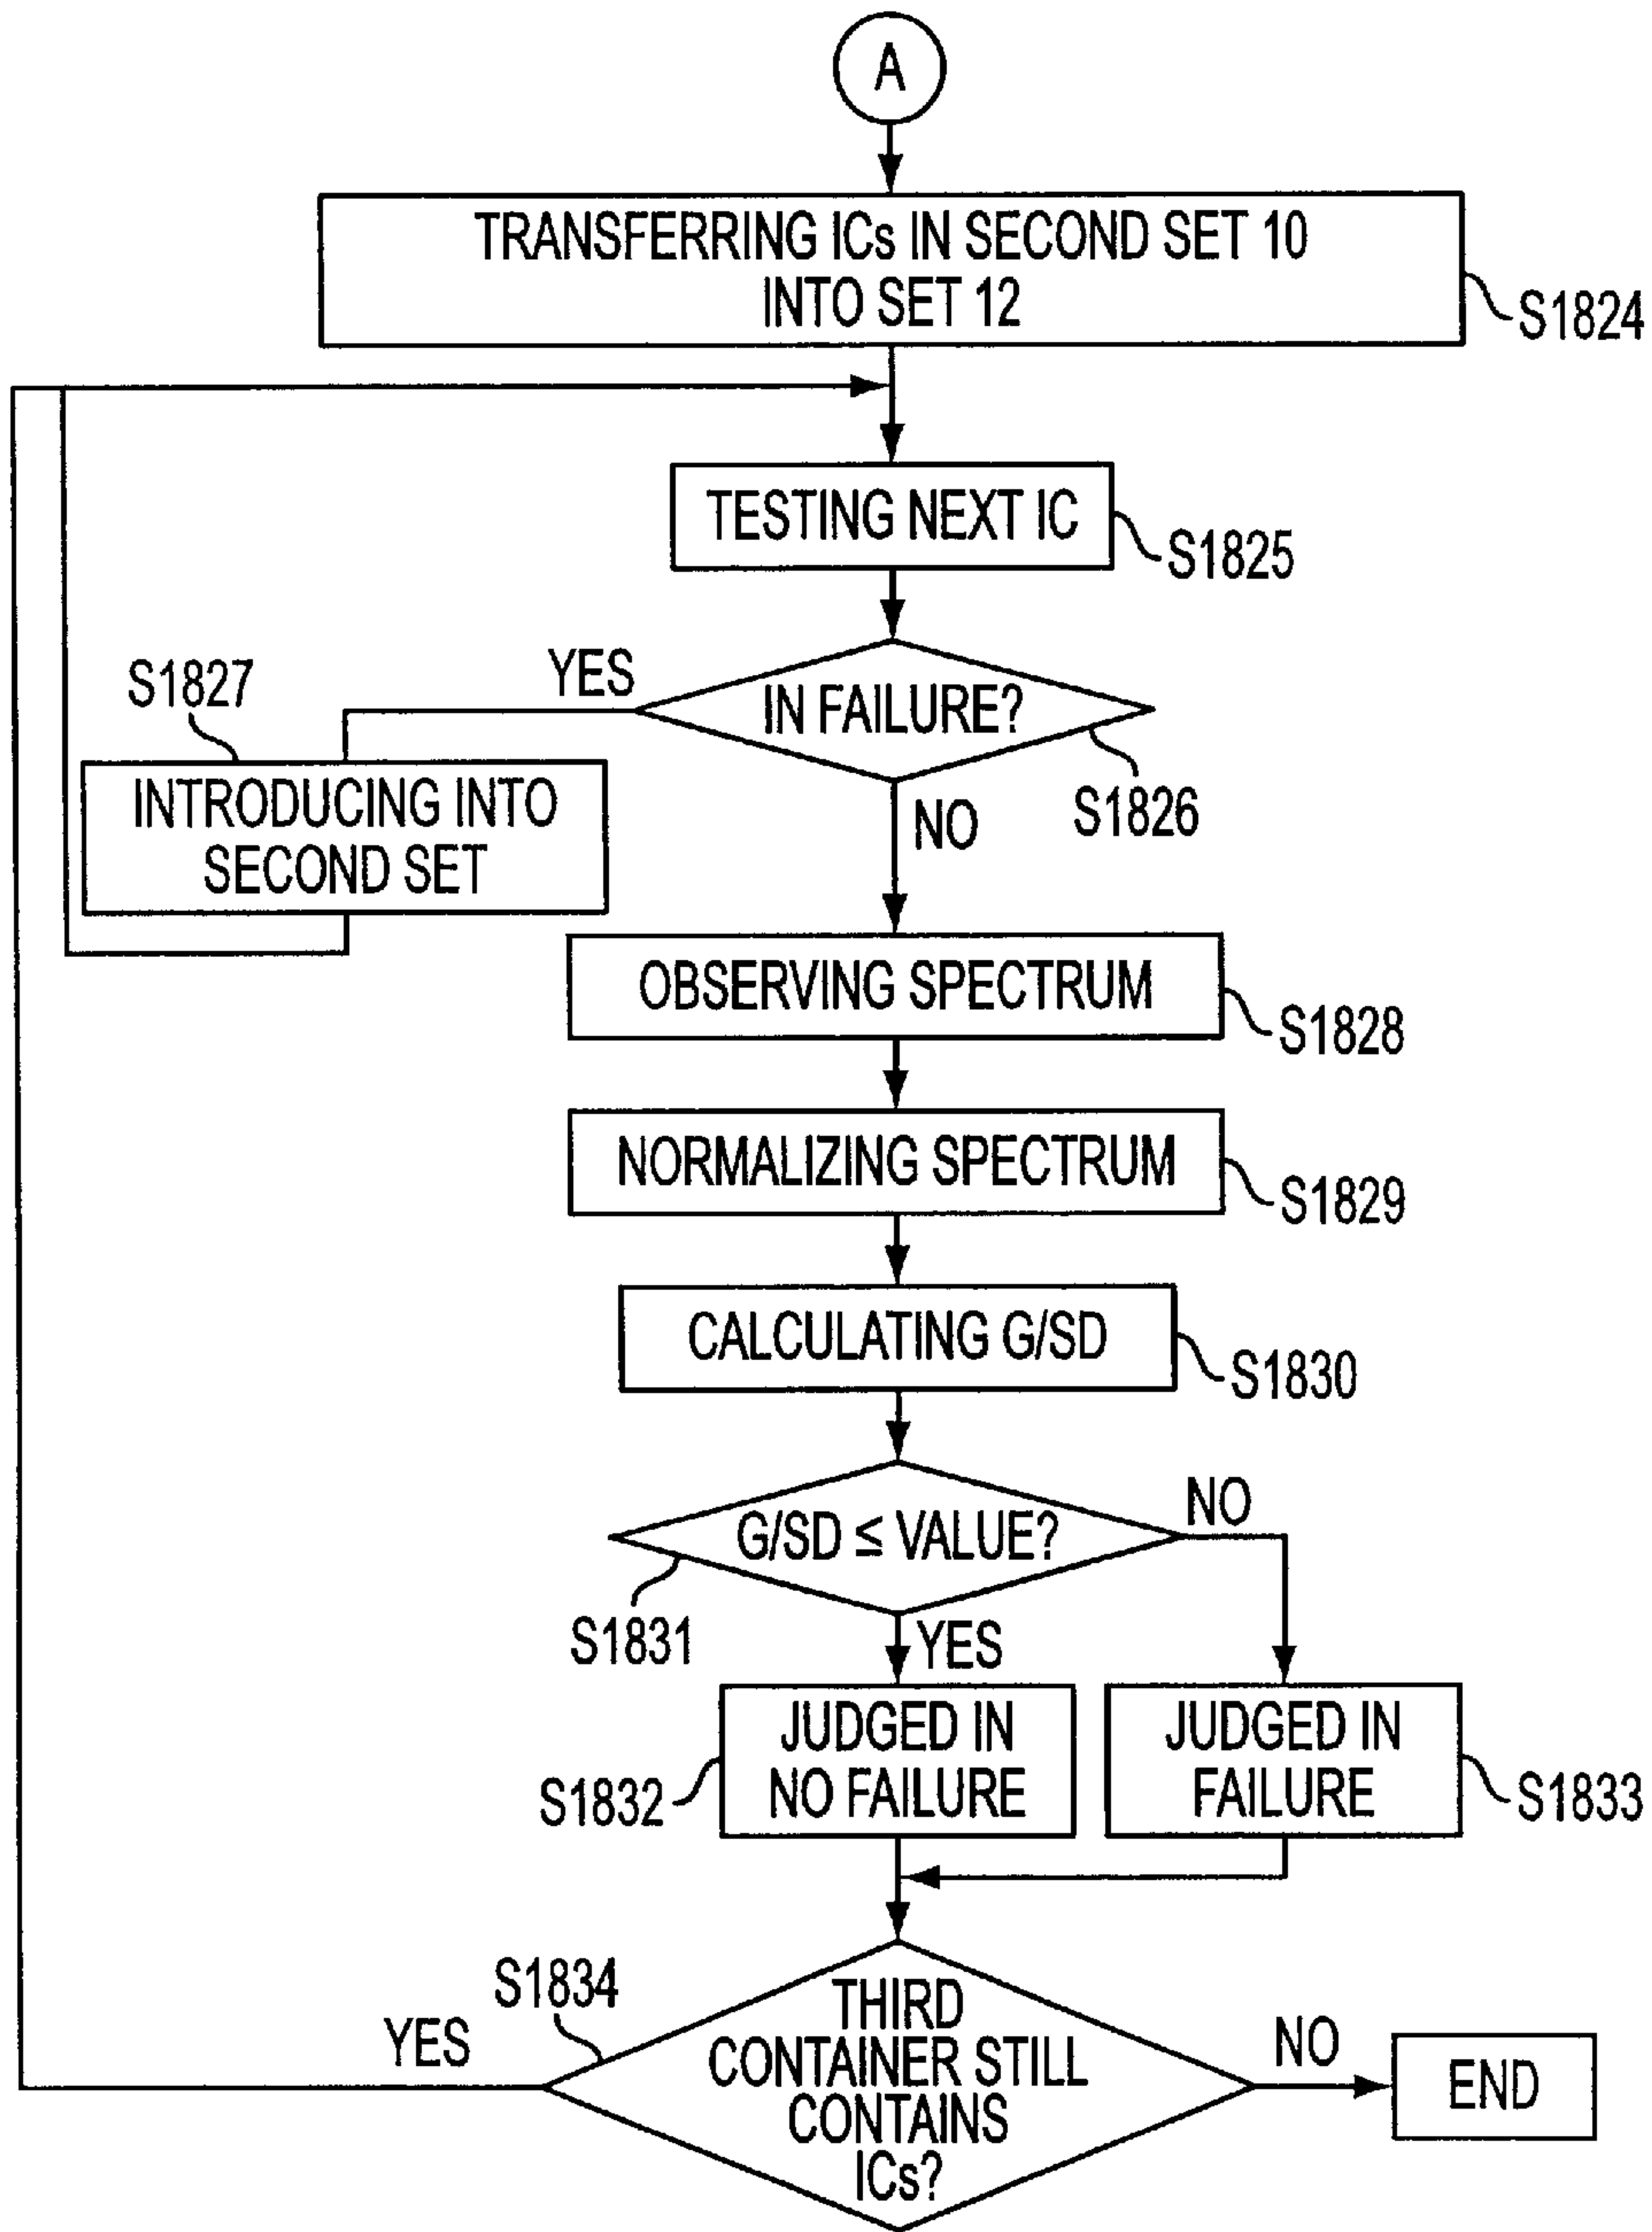 A
TRANSFERRING ICs IN SECOND SET 10
INTO SET 12
S1824
TESTING NEXT IC
S1825
IN FAILURE?
YES
S1826
NO
S1827
INTRODUCING INTO
SECOND SET
OBSERVING SPECTRUM
S1828
NORMALIZING SPECTRUM
S1829
CALCULATING G/SD
S1830
G/SD ≤ VALUE?
NO
S1831
YES
JUDGED IN
NO FAILURE
S1832
JUDGED IN
FAILURE
S1833
S1834
THIRD
CONTAINER STILL
CONTAINS
ICs?
YES
NO
END